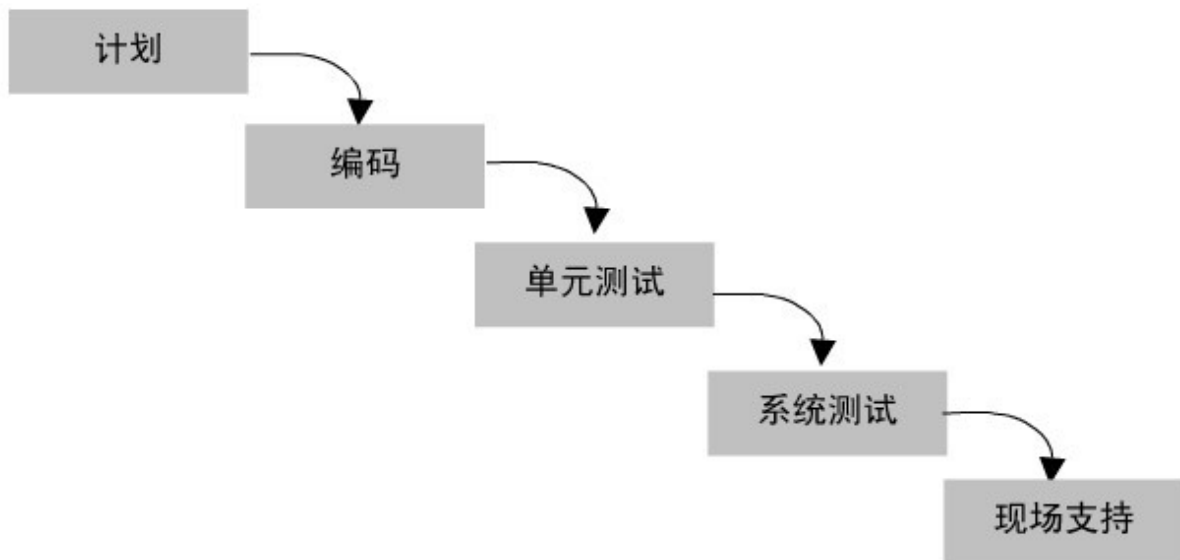 计划
编码
单元测试
系统测试
现场支持